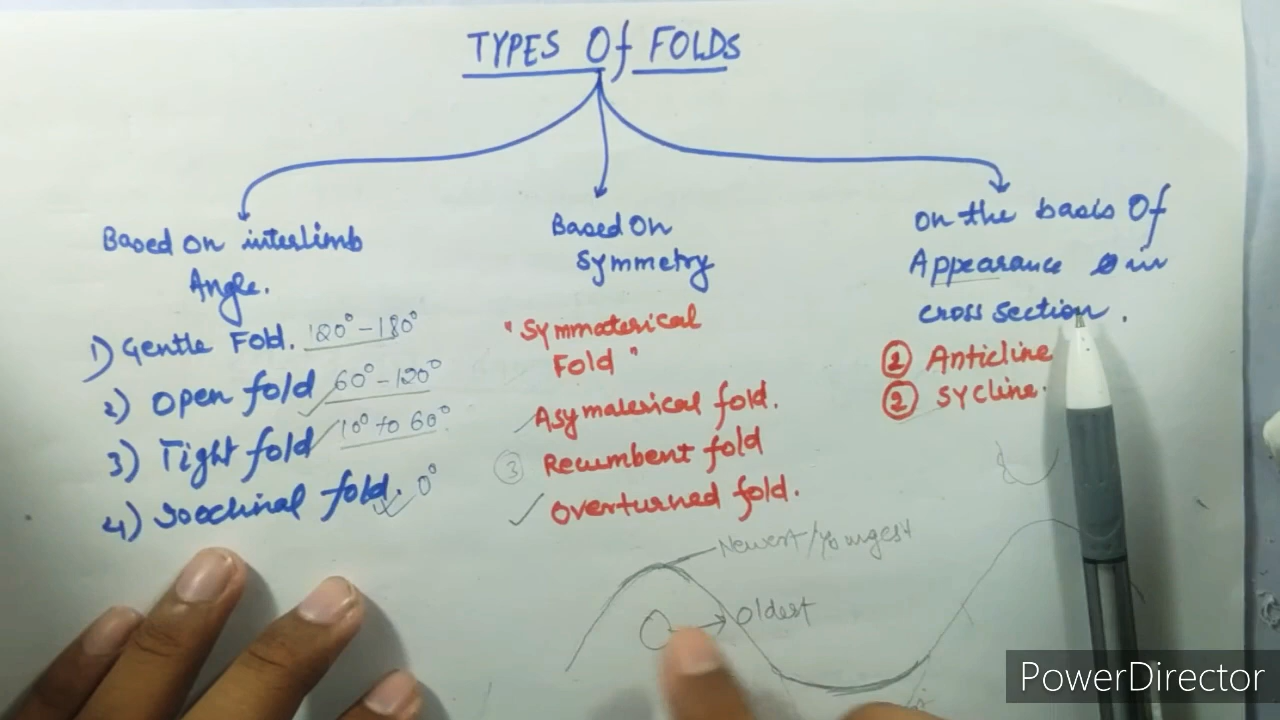 TYPES Of FOLDS
Based on interlimb
Angle.
1) Gentle Fold. 120°-180°
2) Open fold 60°-120°
3) Tight fold 10° to 60°
4) Isoclinal fold. 0°
Based On
Symmetry
"Symmaterical
Fold"
Asymalerical fold.
3 Recumbent fold
Overturned fold.
on the basis Of
Appearance in
cross section.
1 Anticline
2 Sycline.
Newest/youngest
Oldest
PowerDirector